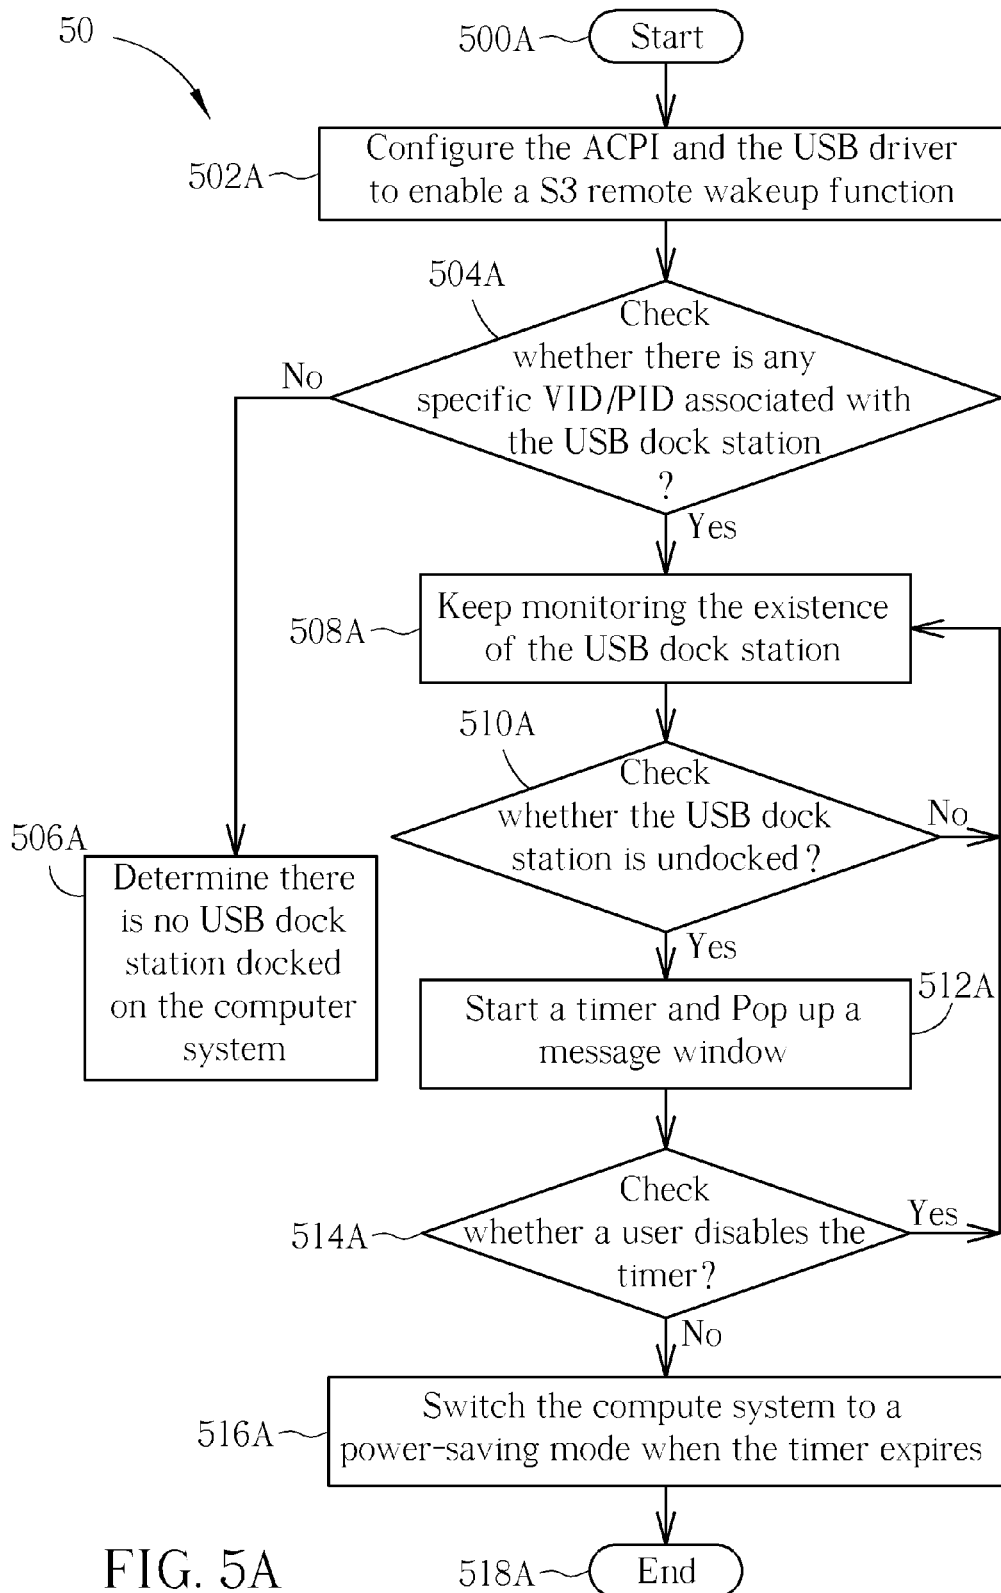 50
500A
Start
502A
Configure the ACPI and the USB driver
to enable a S3 remote wakeup function
504A
Check
whether there is any
specific VID/PID associated with
the USB dock station
?
No
Yes
508A
Keep monitoring the existence
of the USB dock station
510A
Check
whether the USB dock
station is undocked?
No
Yes
506A
Determine there
is no USB dock
station docked
on the computer
system
512A
Start a timer and Pop up a
message window
514A
Check
whether a user disables the
timer?
Yes
No
516A
Switch the compute system to a
power-saving mode when the timer expires
518A
End
FIG. 5A